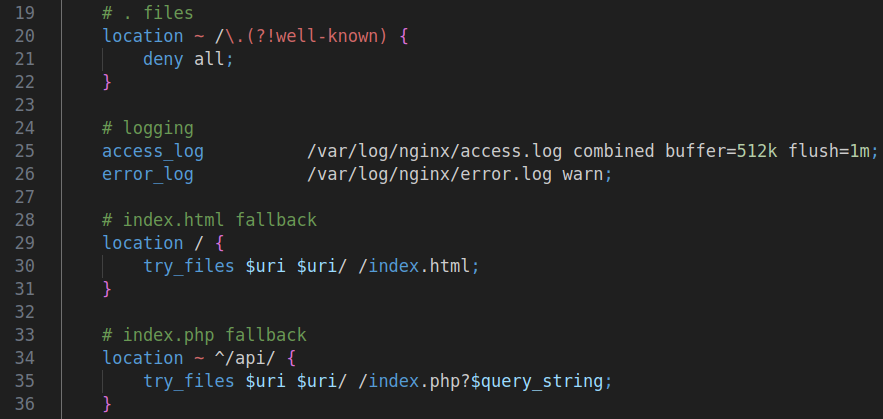 19 # . files
20 location ~ /\.(?!well-known) {
21 deny all;
22 }
23
24 # logging
25 access_log /var/log/nginx/access.log combined buffer=512k flush=1m;
26 error_log /var/log/nginx/error.log warn;
27
28 # index.html fallback
29 location / {
30 try_files $uri $uri/ /index.html;
31 }
32
33 # index.php fallback
34 location ~ ^/api/ {
35 try_files $uri $uri/ /index.php?$query_string;
36 }